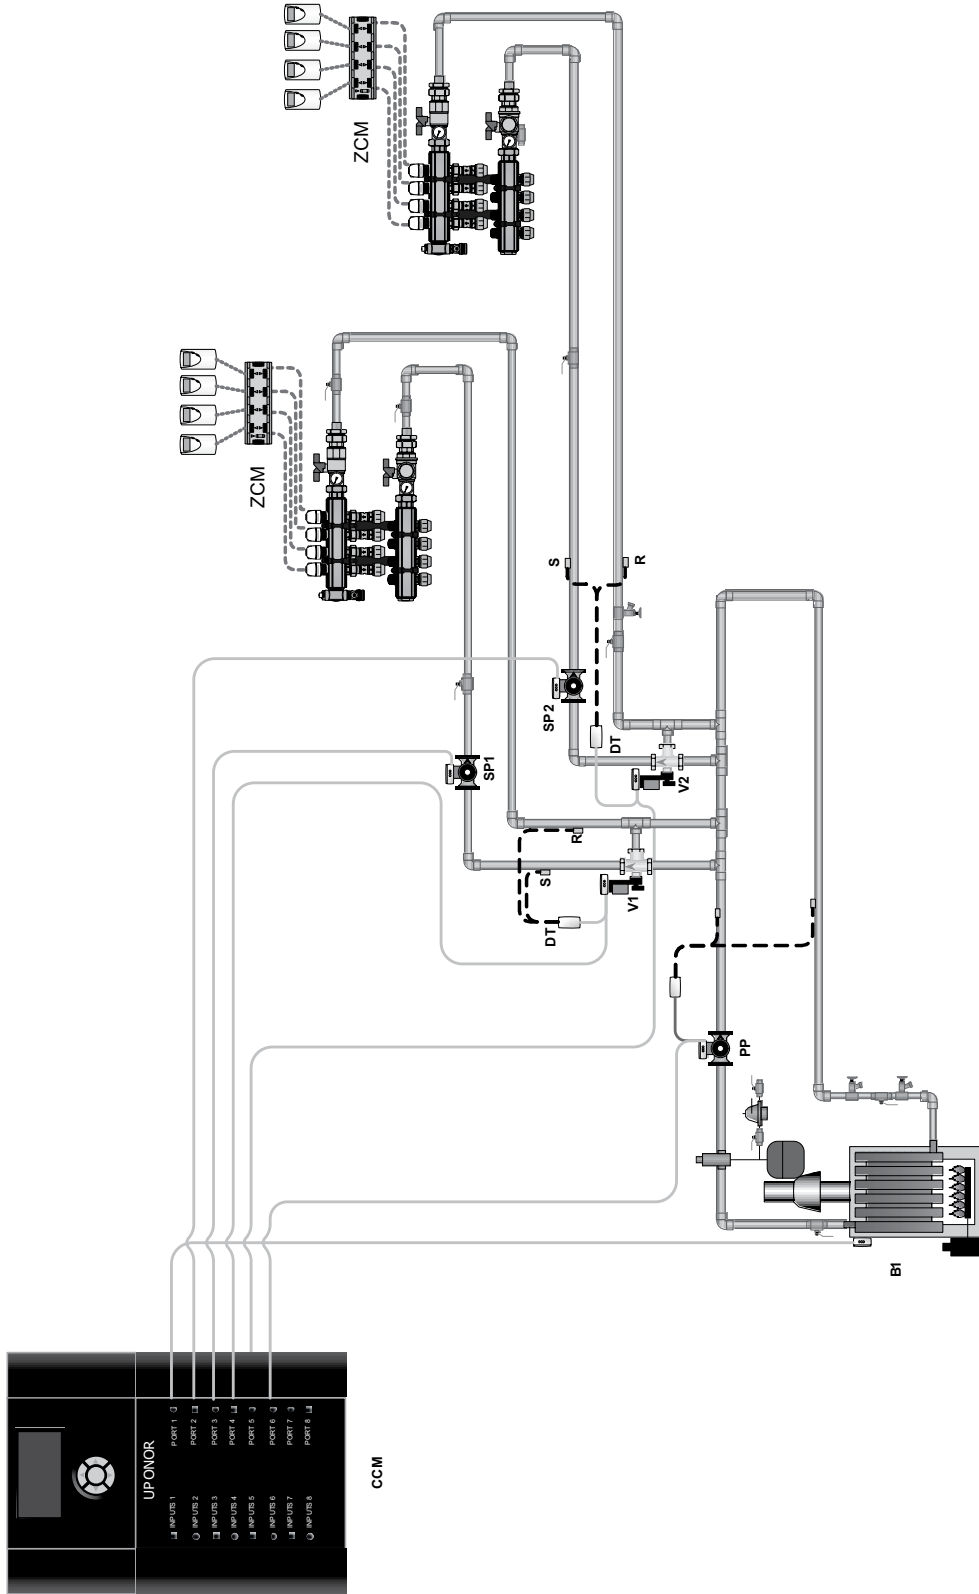 ZCM
ZCM
S
R
SP2
DT
V2
SP1
R
S
DT
V1
PP
B1
UPONOR
INPUTS 1 PORT 1
INPUTS 2 PORT 2
INPUTS 3 PORT 3
INPUTS 4 PORT 4
INPUTS 5 PORT 5
INPUTS 6 PORT 6
INPUTS 7 PORT 7
INPUTS 8 PORT 8
CCM